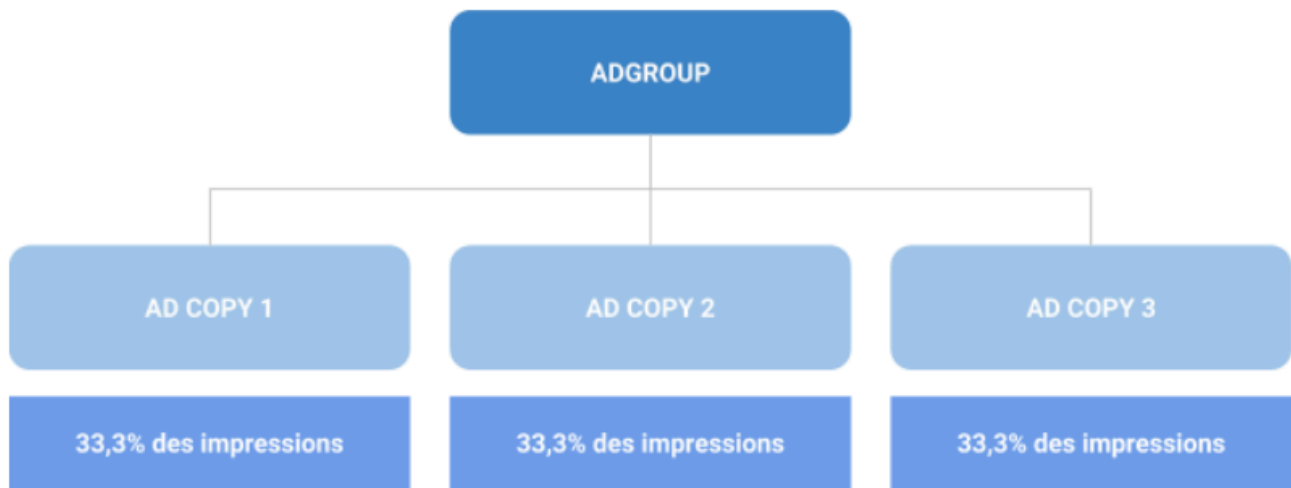 ADGROUP
AD COPY 1
AD COPY 2
AD COPY 3
33,3% des impressions
33,3% des impressions
33,3% des impressions